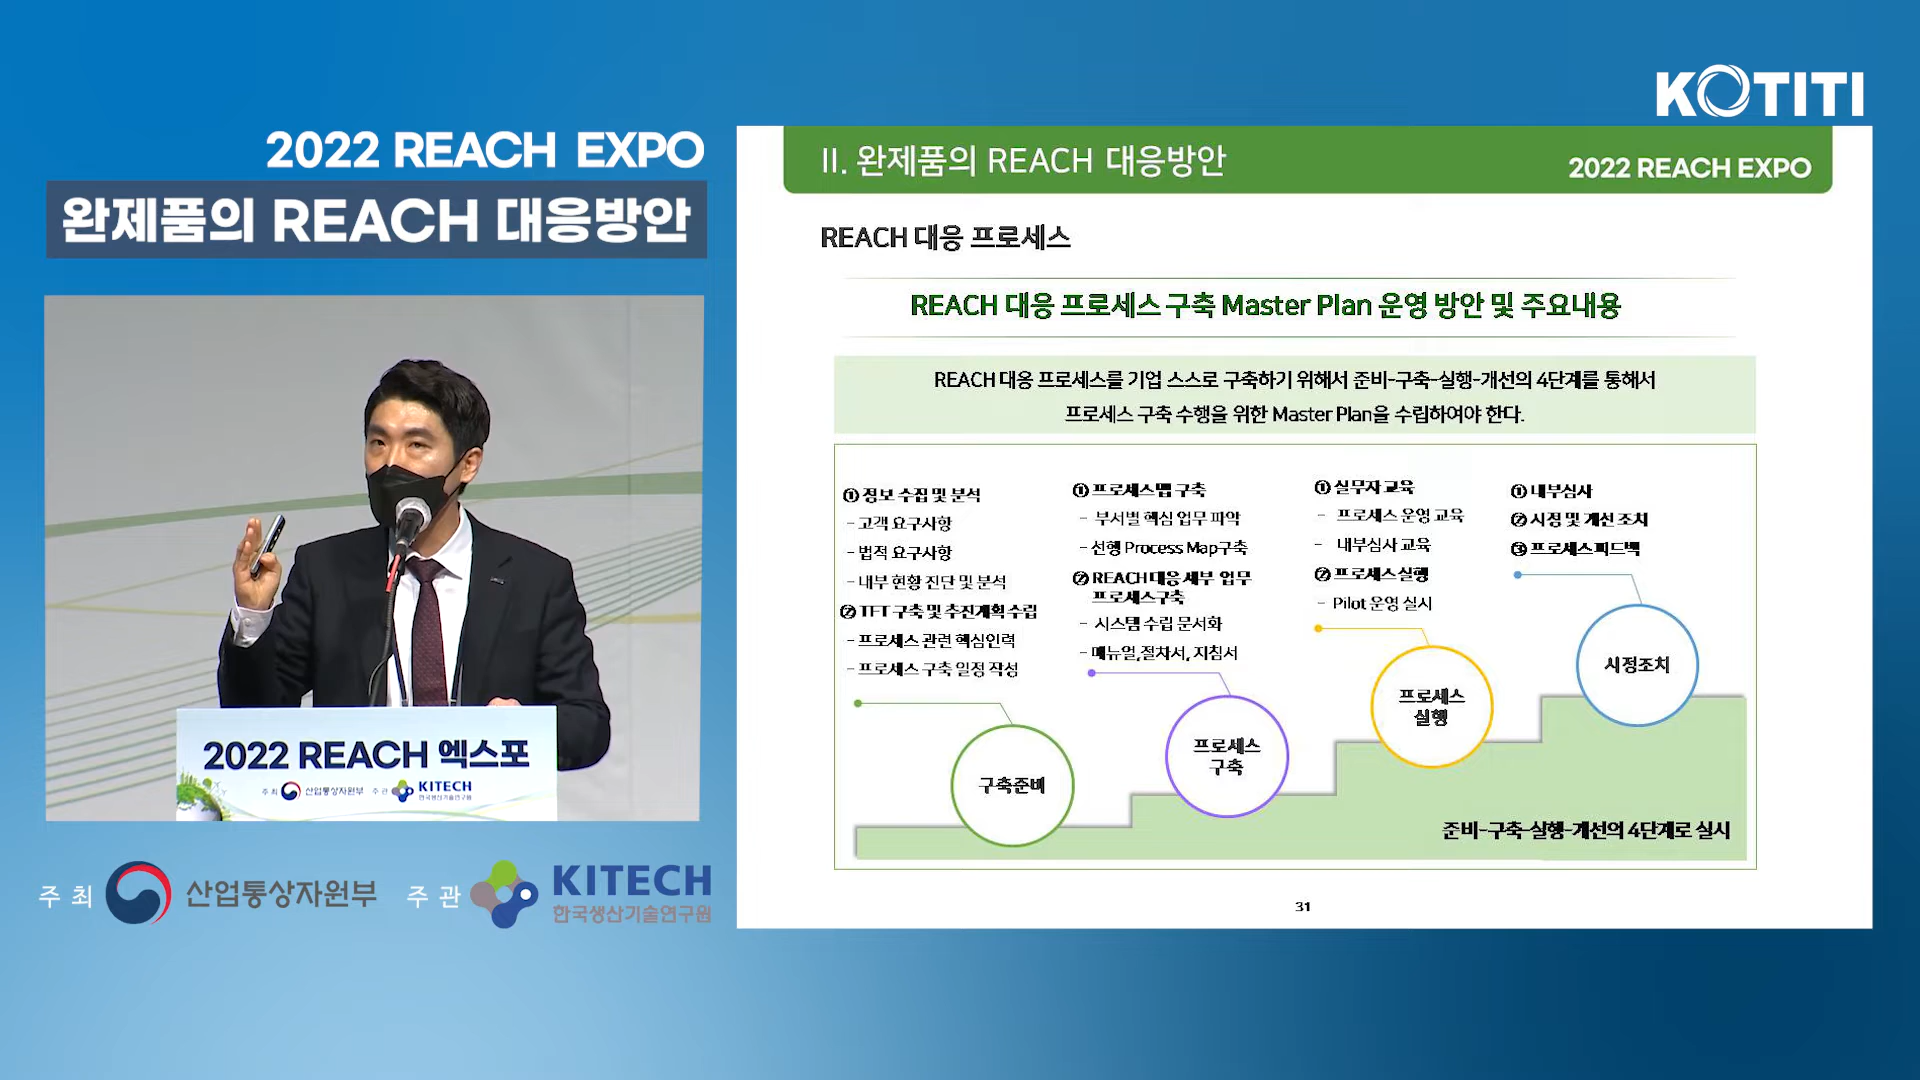 KOTITI
2022 REACH EXPO
완제품의 REACH 대응방안
2022 REACH 엑스포
주최 산업통상자원부 주관 KITECH
한국생산기술연구원
주 최 산업통상자원부 주 관 KITECH
한국생산기술연구원
II. 완제품의 REACH 대응방안
2022 REACH EXPO
REACH 대응 프로세스
REACH 대응 프로세스 구축 Master Plan 운영 방안 및 주요내용
REACH 대응 프로세스를 기업 스스로 구축하기 위해서 준비-구축-실행-개선의 4단계를 통해서
프로세스 구축 수행을 위한 Master Plan을 수립하여야 한다.
① 정보 수집 및 분석
- 고객 요구사항
- 법적 요구사항
- 내부 현황 진단 및 분석
② TFT 구축 및 추진계획 수립
- 프로세스 관련 핵심인력
- 프로세스 구축 일정 작성
구축준비
① 프로세스맵 구축
- 부서별 핵심 업무 파악
- 선행 Process Map구축
② REACH대응 세부 업무
프로세스구축
- 시스템 수립 문서화
- 매뉴얼,절차서, 지침서
프로세스
구축
① 실무자 교육
- 프로세스 운영 교육
- 내부심사 교육
② 프로세스 실행
- Pilot 운영 실시
프로세스
실행
① 내부심사
② 시정 및 개선 조치
③ 프로세스피드백
시정조치
준비-구축-실행-개선의 4단계로 실시
31